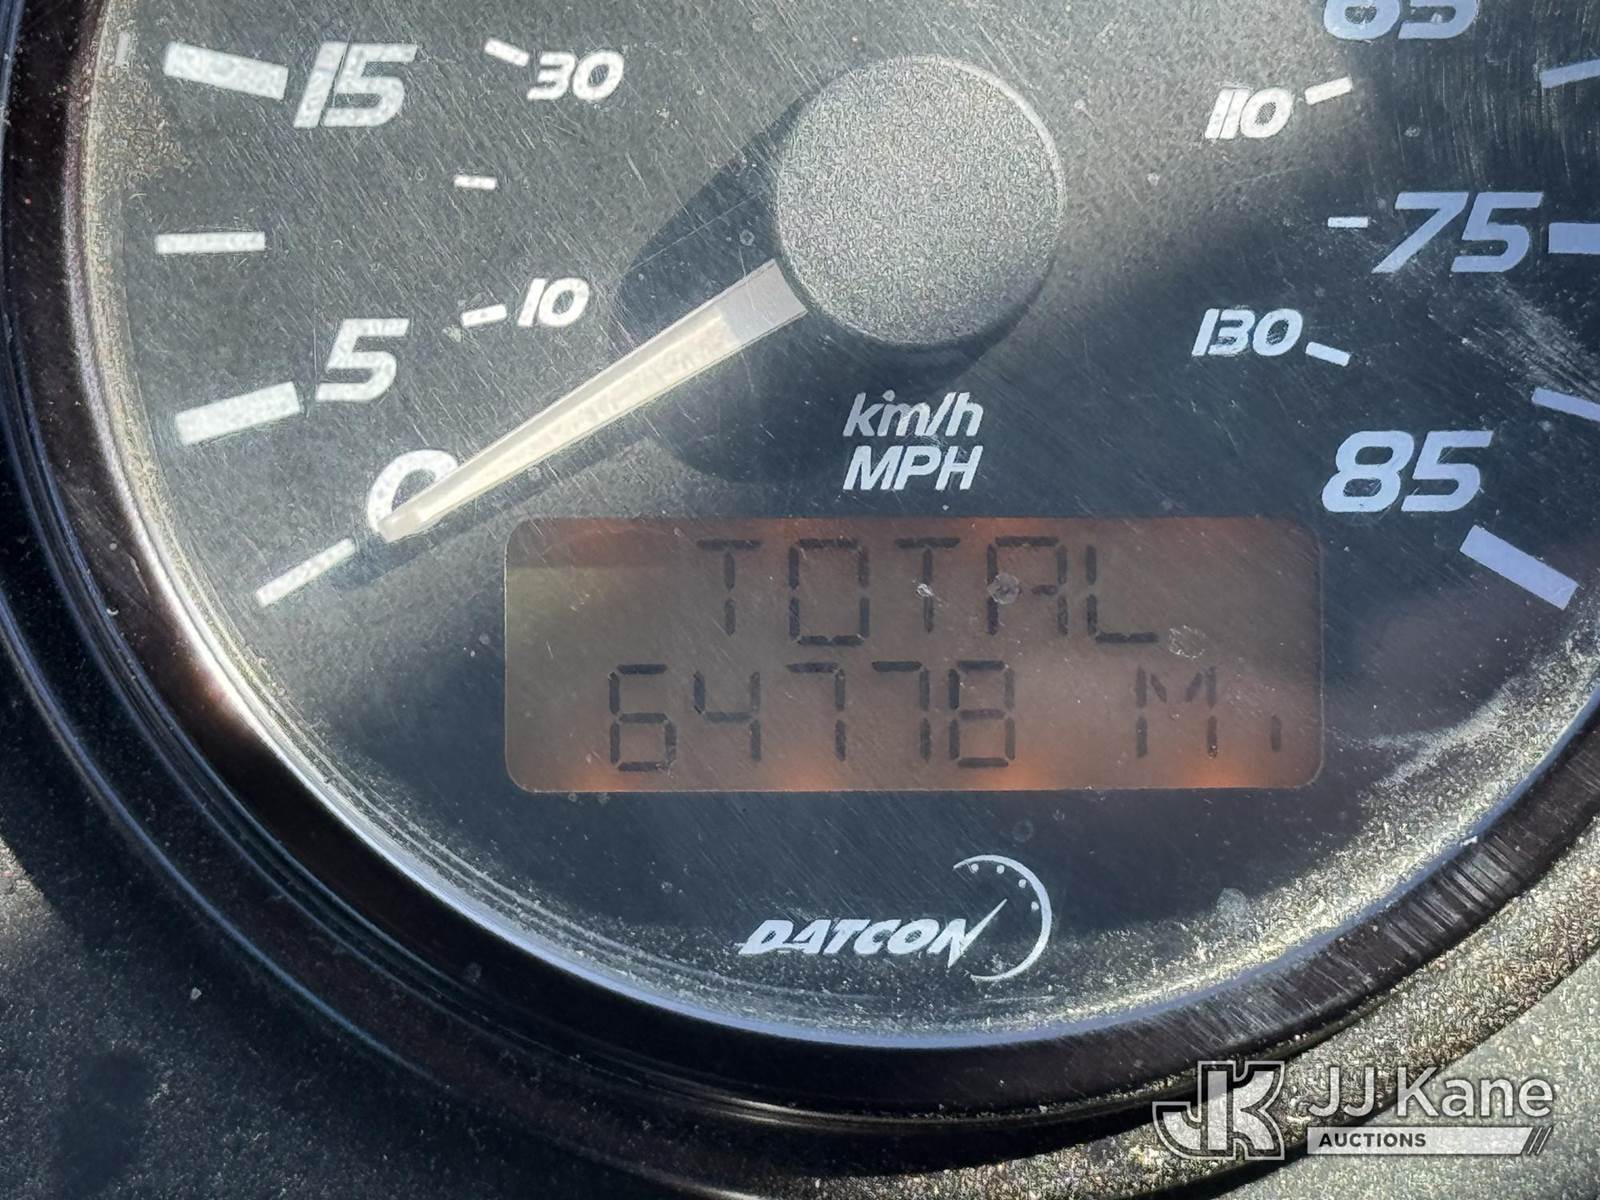 15 30
5 10
0
65
110
75
130
85
km/h
MPH
TOTAL
64778 Mi
DATCON
JK JJ Kane
AUCTIONS